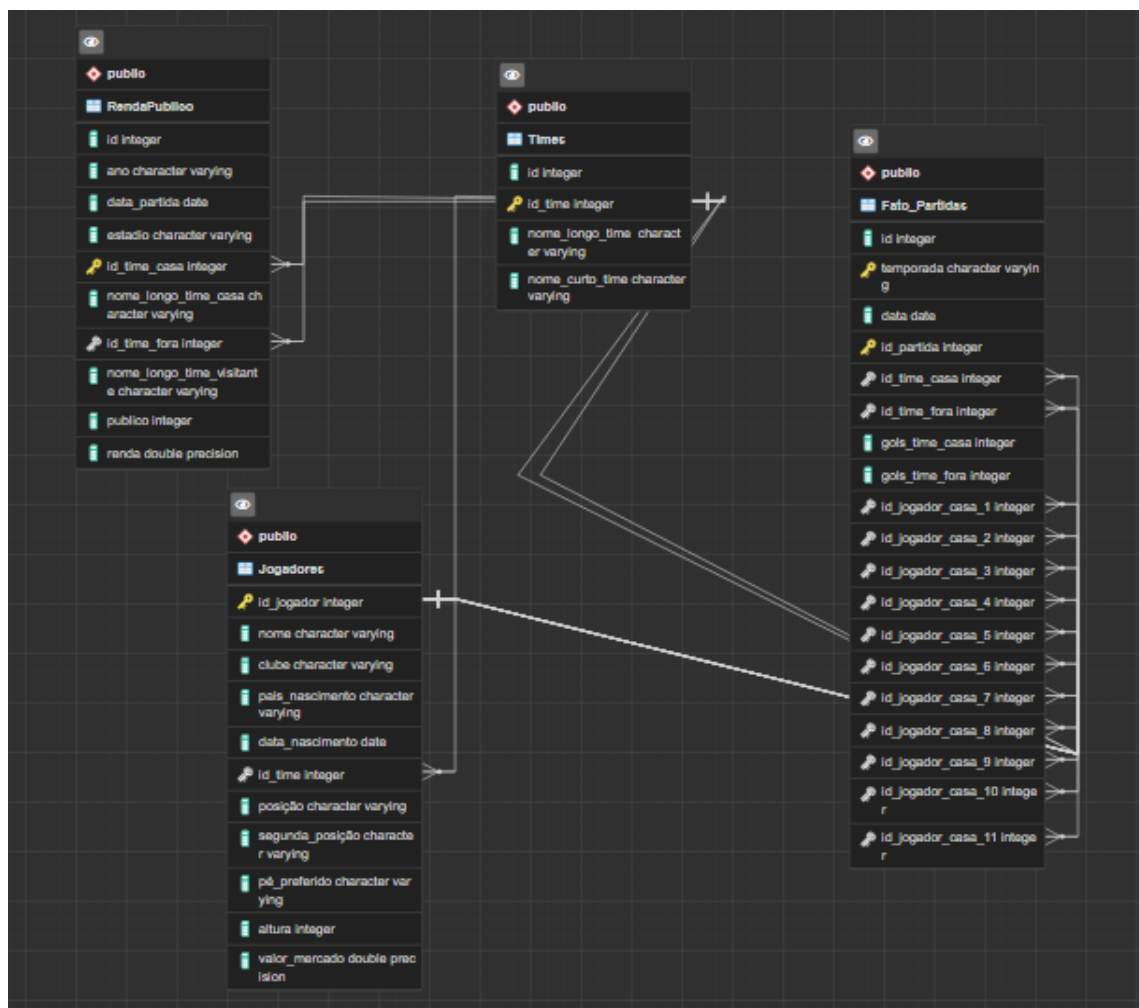 public
RendaPublico
id integer
ano character varying
data_partida date
estadio character varying
id_time_casa integer
nome_longo_time_casa ch
aracter varying
id_time_fora integer
nome_longo_time_visitant
e character varying
publico integer
renda double precision
public
Times
id integer
id_time integer
nome_longo_time charact
er varying
nome_curto_time character
varying
public
Fato_Partidas
id integer
temporada character varyin
g
data date
id_partida integer
id_time_casa integer
id_time_fora integer
gols_time_casa integer
gols_time_fora integer
id_jogador_casa_1 integer
id_jogador_casa_2 integer
id_jogador_casa_3 integer
id_jogador_casa_4 integer
id_jogador_casa_5 integer
id_jogador_casa_6 integer
id_jogador_casa_7 integer
id_jogador_casa_8 integer
id_jogador_casa_9 integer
id_jogador_casa_10 intege
r
id_jogador_casa_11 intege
r
public
Jogadores
id_jogador integer
nome character varying
clube character varying
pais_nascimento character
varying
data_nascimento date
id_time integer
posição character varying
segunda_posição characte
r varying
pé_preferido character var
ying
altura integer
valor_mercado double prec
ision